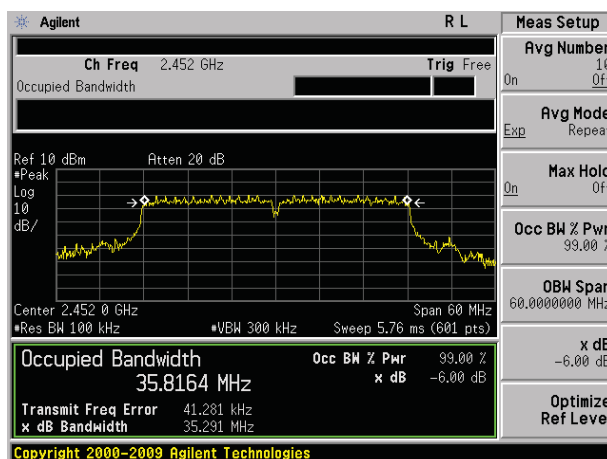 Agilent R L
Ch Freq 2.452 GHz Trig Free
Occupied Bandwidth
Ref 10 dBm Atten 20 dB
#Peak
Log
10
dB/
Center 2.452 0 GHz Span 60 MHz
#Res BW 100 kHz #VBW 300 kHz Sweep 5.76 ms (601 pts)
Occupied Bandwidth Occ BW % Pwr 99.00 %
35.8164 MHz x dB -6.00 dB
Transmit Freq Error 41.281 kHz
x dB Bandwidth 35.291 MHz
Copyright 2000-2009 Agilent Technologies
Meas Setup
Avg Number
10
On Off
Avg Mode
Exp Repeat
Max Hold
On Off
Occ BW % Pwr
99.00 %
OBW Span
60.0000000 MHz
x dB
-6.00 dB
Optimize
Ref Level